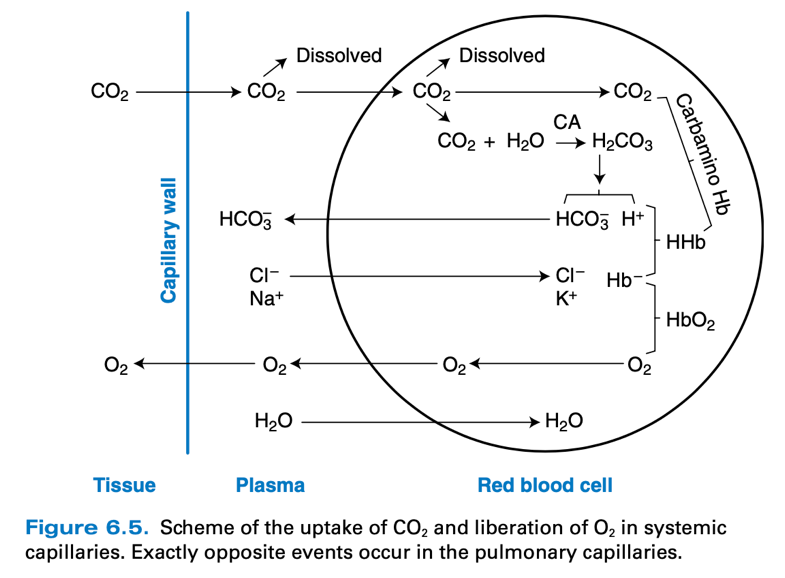 Dissolved Dissolved
CO₂ CO₂ CO₂ CO₂
CA
CO₂ + H₂O H₂CO₃
Carbamino Hb
Capillary wall
HCO₃⁻ HCO₃⁻ H⁺
HHb
Cl⁻ Cl⁻ Hb⁻
Na⁺ K⁺
HbO₂
O₂ O₂ O₂ O₂
H₂O H₂O
Tissue Plasma Red blood cell
Figure 6.5. Scheme of the uptake of CO₂ and liberation of O₂ in systemic
capillaries. Exactly opposite events occur in the pulmonary capillaries.